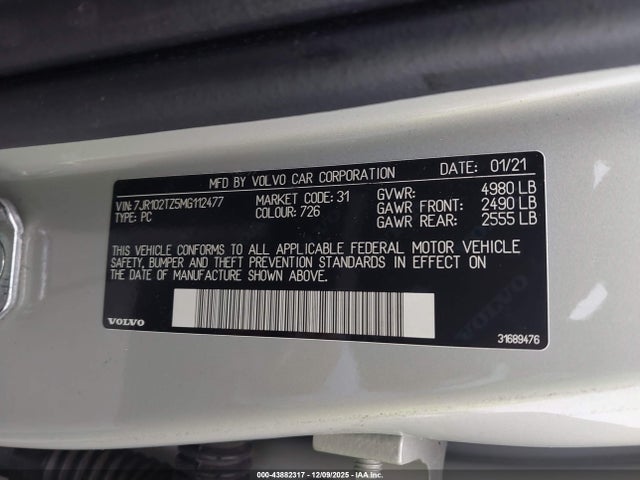 MFD BY VOLVO CAR CORPORATION DATE: 01/21
VIN: 7JR102TZ5MG112477 MARKET CODE: 31 GVWR: 4980 LB
TYPE: PC COLOUR: 726 GAWR FRONT: 2490 LB
GAWR REAR: 2555 LB
THIS VEHICLE CONFORMS TO ALL APPLICABLE FEDERAL MOTOR VEHICLE
SAFETY, BUMPER AND THEFT PREVENTION STANDARDS IN EFFECT ON
THE DATE OF MANUFACTURE SHOWN ABOVE.
VOLVO 31689476
000-43882317 - 12/09/2025 - IAAI.COM